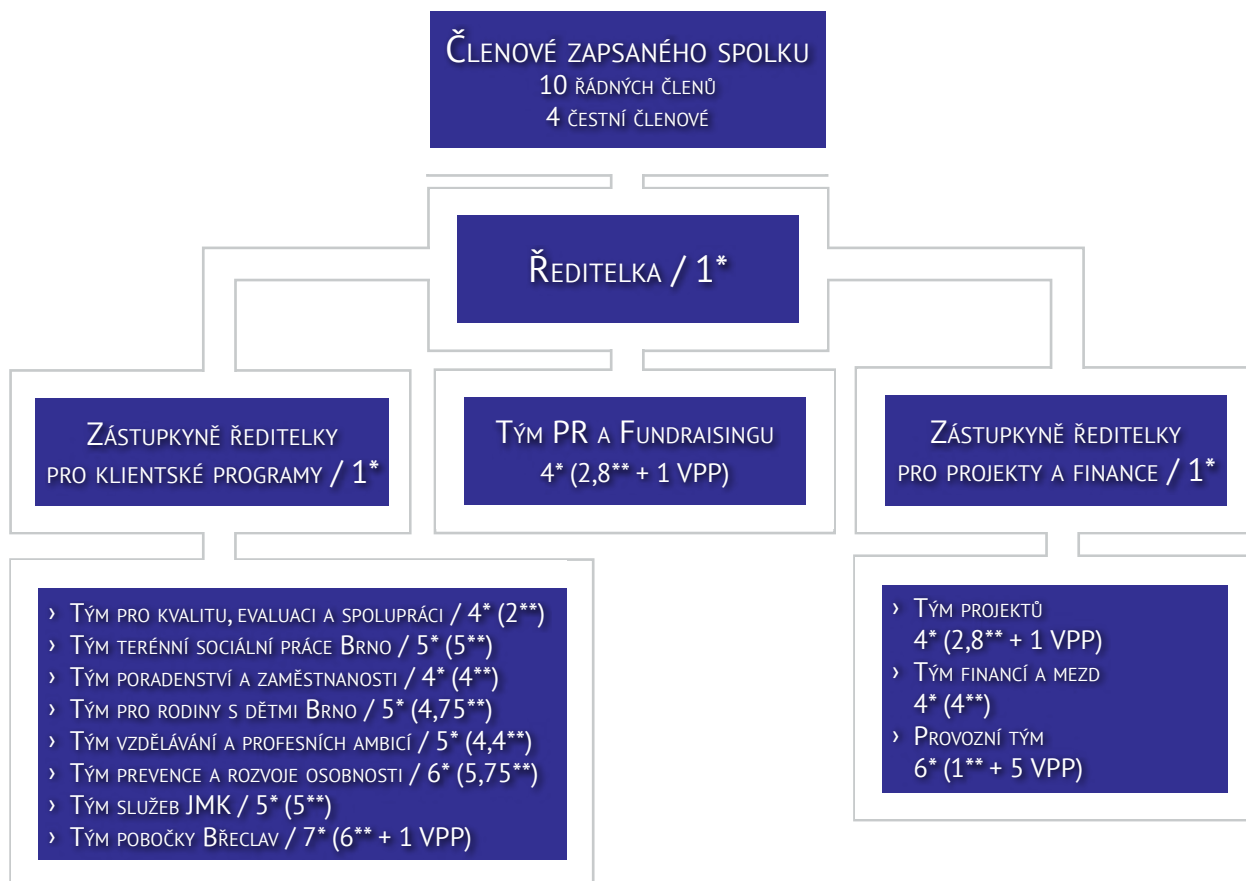 Členové zapsaného spolku
10 řádných členů
4 čestní členové
Ředitelka / 1*
Zástupkyně ředitelky
pro klientské programy / 1*
Tým PR a Fundraisingu
4* (2,8** + 1 VPP)
Zástupkyně ředitelky
pro projekty a finance / 1*
› Tým pro kvalitu, evaluaci a spolupráci / 4* (2**)
› Tým terénní sociální práce Brno / 5* (5**)
› Tým poradenství a zaměstnanosti / 4* (4**)
› Tým pro rodiny s dětmi Brno / 5* (4,75**)
› Tým vzdělávání a profesních ambicí / 5* (4,4**)
› Tým prevence a rozvoje osobnosti / 6* (5,75**)
› Tým služeb JMK / 5* (5**)
› Tým pobočky Břeclav / 7* (6** + 1 VPP)
› Tým projektů
4* (2,8** + 1 VPP)
› Tým financí a mezd
4* (4**)
› Provozní tým
6* (1** + 5 VPP)